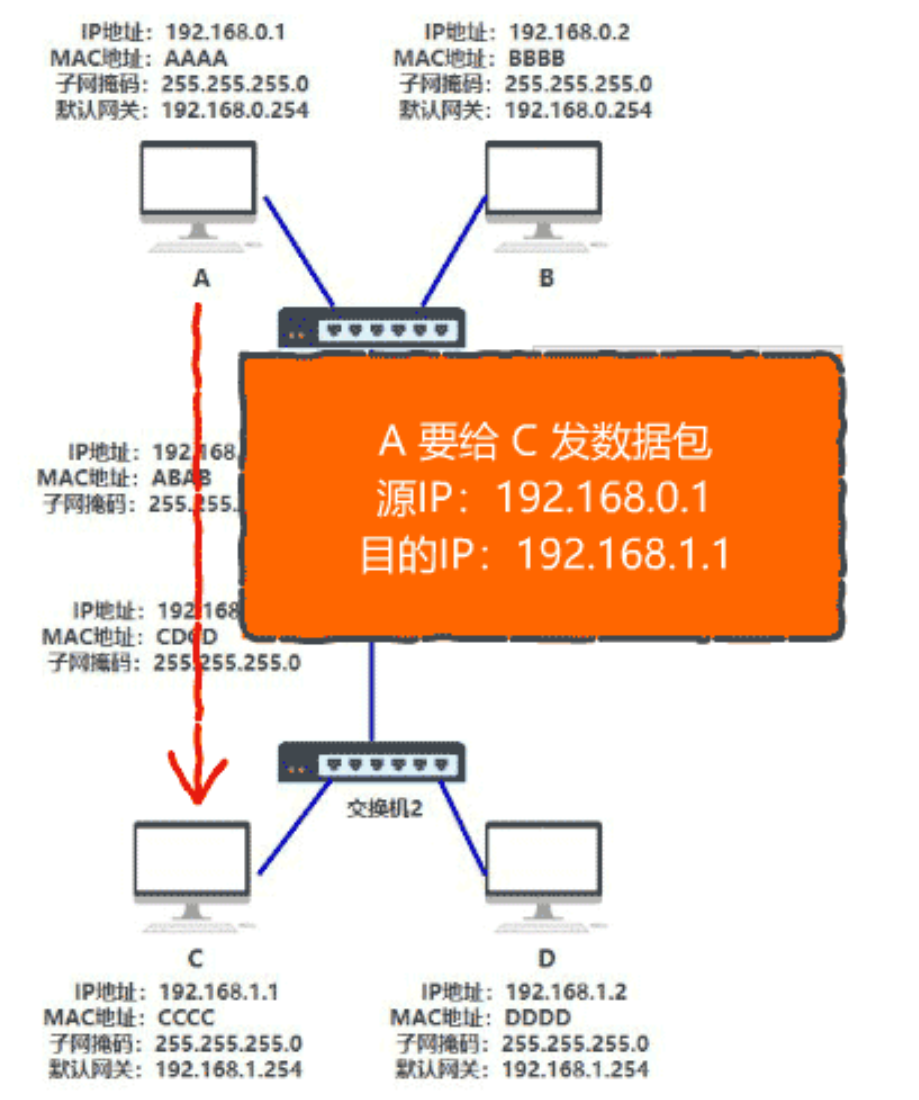 IP地址：192.168.0.1
MAC地址：AAAA
子网掩码：255.255.255.0
默认网关：192.168.0.254
IP地址：192.168.0.2
MAC地址：BBBB
子网掩码：255.255.255.0
默认网关：192.168.0.254
A
B
IP地址：192.168.
MAC地址：ABAB
子网掩码：255.255.
A 要给 C 发数据包
源IP：192.168.0.1
目的IP：192.168.1.1
IP地址：192.168
MAC地址：CDCD
子网掩码：255.255.255.0
交换机2
C
D
IP地址：192.168.1.1
MAC地址：CCCC
子网掩码：255.255.255.0
默认网关：192.168.1.254
IP地址：192.168.1.2
MAC地址：DDDD
子网掩码：255.255.255.0
默认网关：192.168.1.254